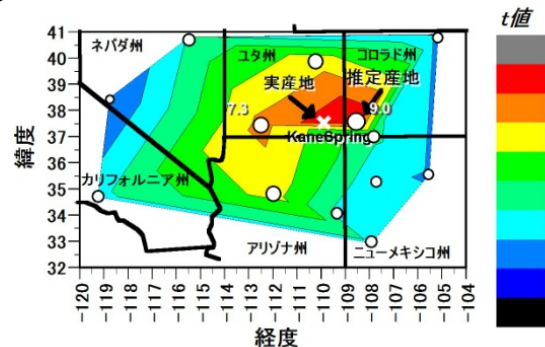 t値
41
40
39
38
37
36
35
34
33
32
緯度
ネバダ州
ユタ州
コロラド州
実産地
推定産地
7.3
9.0
KaneSpring
カリフォルニア州
アリゾナ州
ニューメキシコ州
-120
-119
-118
-117
-116
-115
-114
-113
-112
-111
-110
-109
-108
-107
-106
-105
-104
経度